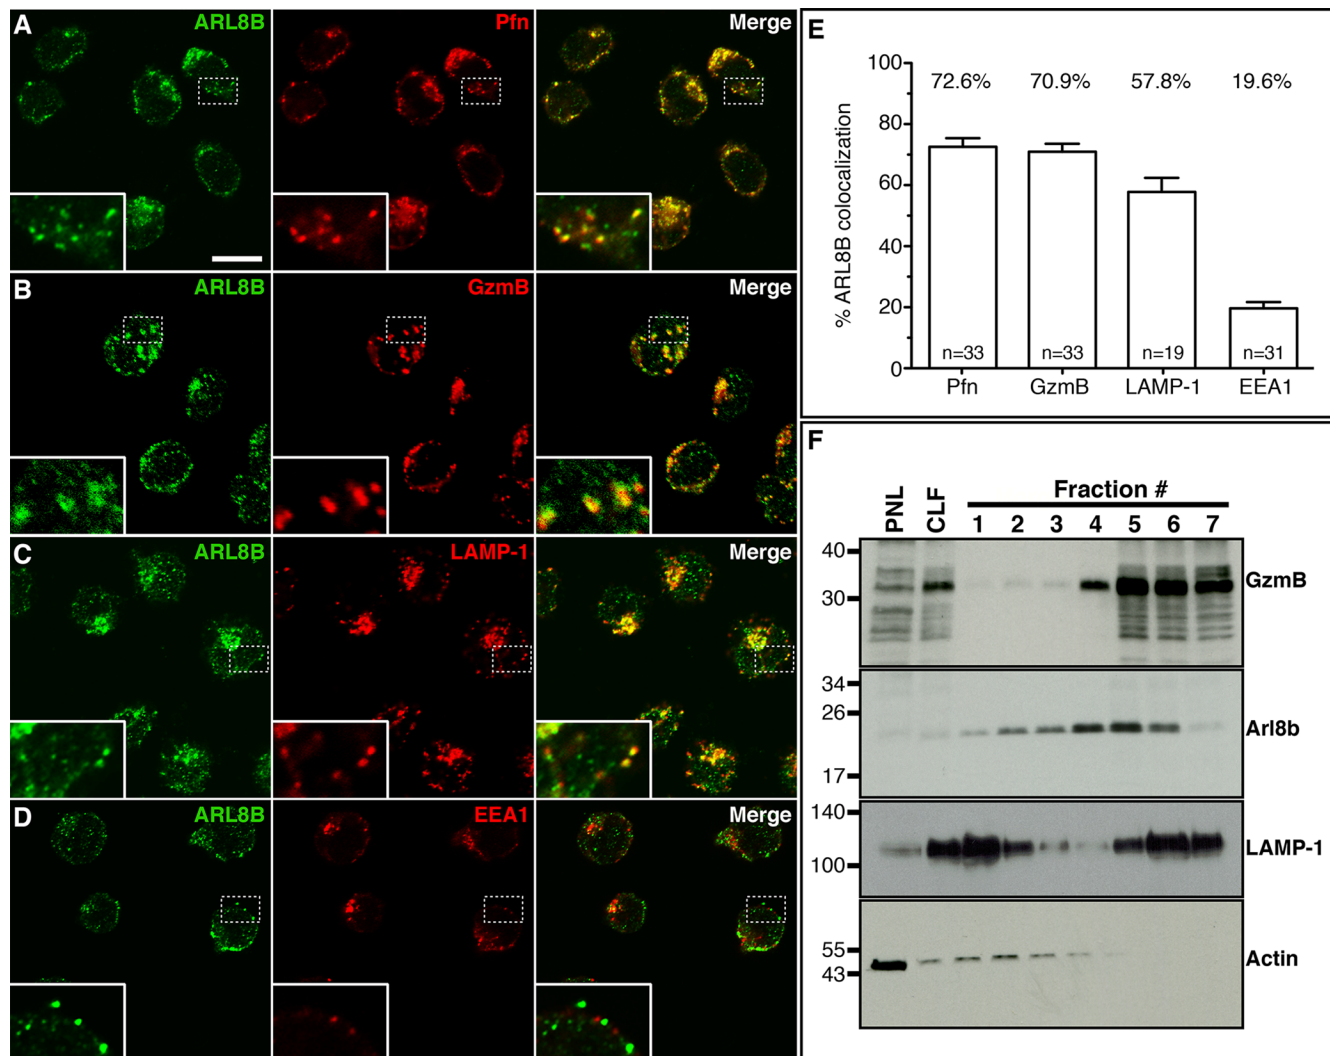 A ARL8B Pfn Merge
B ARL8B GzmB Merge
C ARL8B LAMP-1 Merge
D ARL8B EEA1 Merge
E
% ARL8B colocalization
100
80
60
40
20
0
72.6% 70.9% 57.8% 19.6%
n=33 n=33 n=19 n=31
Pfn GzmB LAMP-1 EEA1
F
Fraction #
PNL CLF 1 2 3 4 5 6 7
40
30
GzmB
34
26
17
Arl8b
140
100
LAMP-1
55
43
Actin